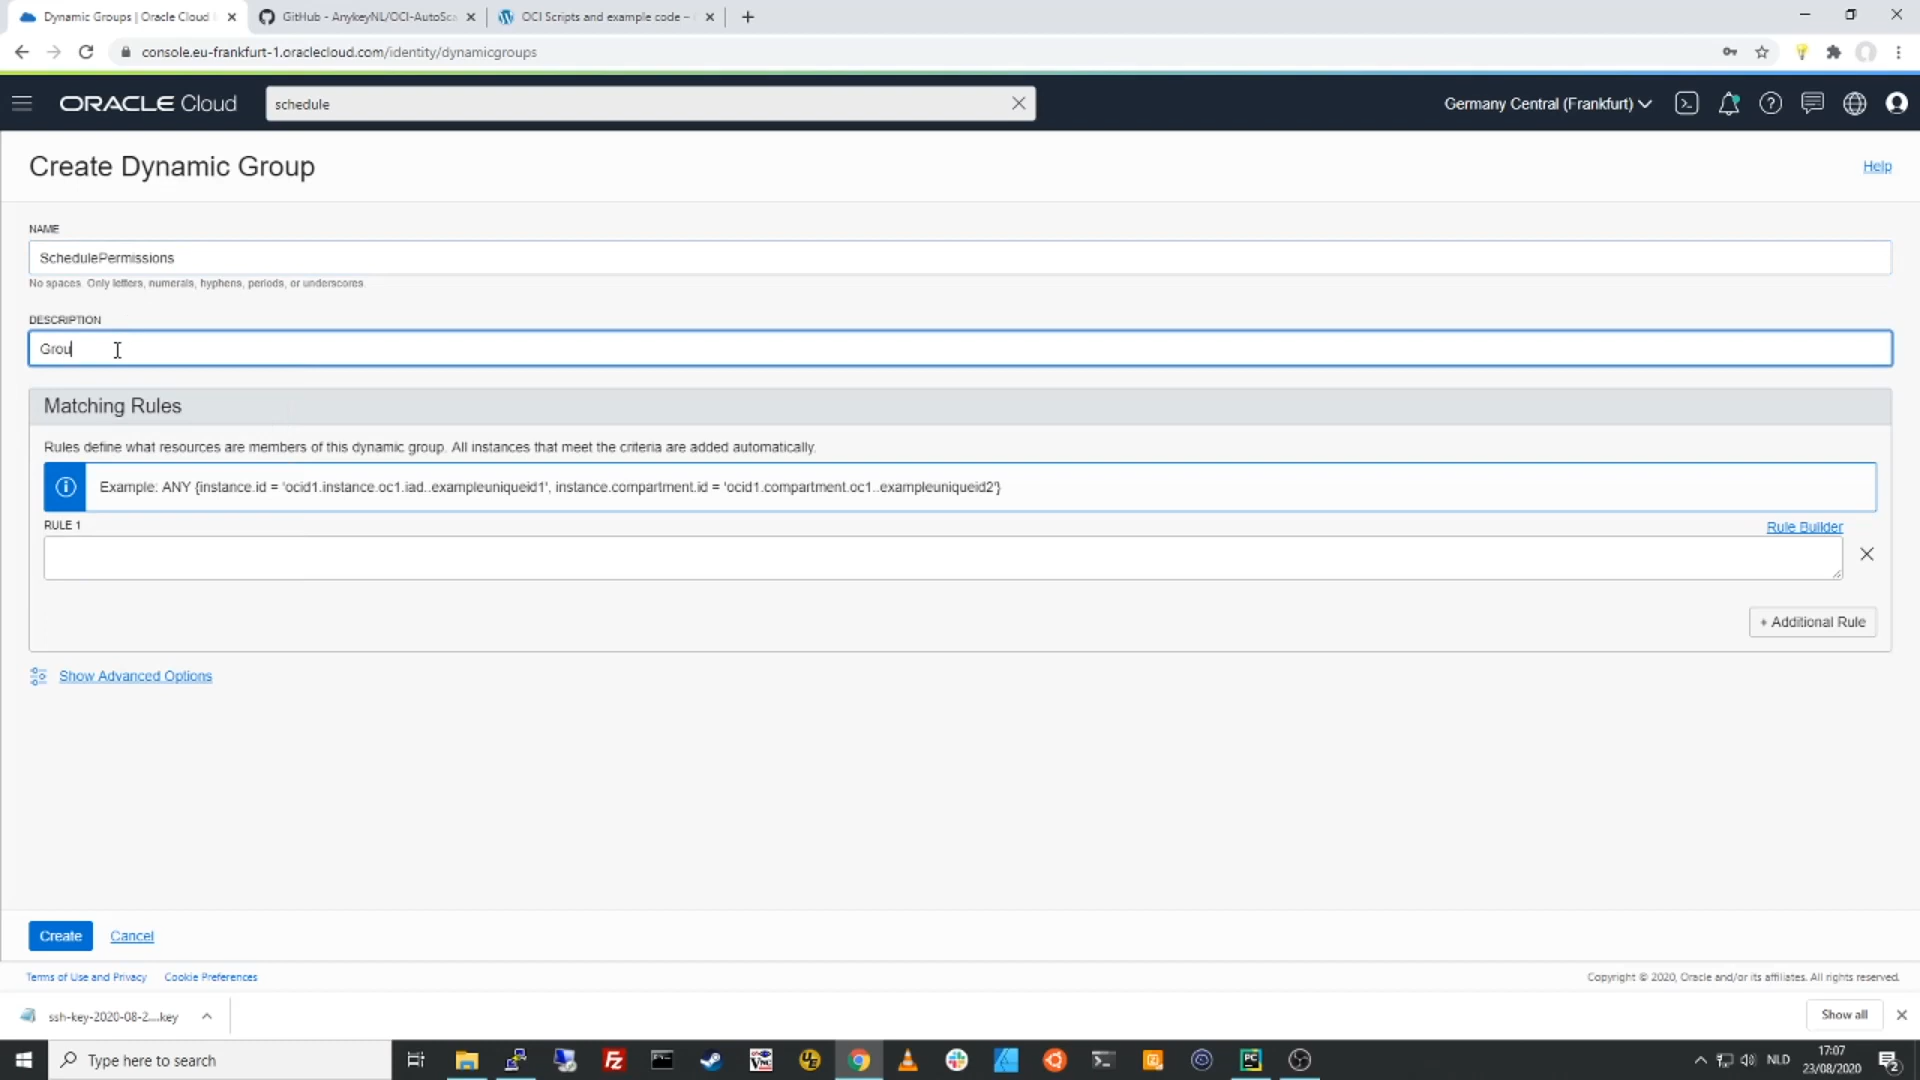 Dynamic Groups | Oracle Cloud
GitHub - AnykeyNL/OCI-AutoSca
OCI Scripts and example code –
console.eu-frankfurt-1.oraclecloud.com/identity/dynamicgroups
ORACLE Cloud
schedule
Germany Central (Frankfurt)
Create Dynamic Group
Help
NAME
SchedulePermissions
No spaces. Only letters, numerals, hyphens, periods, or underscores.
DESCRIPTION
Grou
Matching Rules
Rules define what resources are members of this dynamic group. All instances that meet the criteria are added automatically.
Example: ANY {instance.id = 'ocid1.instance.oc1.iad..exampleuniqueid1', instance.compartment.id = 'ocid1.compartment.oc1..exampleuniqueid2'}
RULE 1
Rule Builder
+ Additional Rule
Show Advanced Options
Create
Cancel
Terms of Use and Privacy
Cookie Preferences
Copyright © 2020, Oracle and/or its affiliates. All rights reserved.
ssh-key-2020-08-2....key
Show all
Type here to search
NLD
17:07
23/08/2020
2